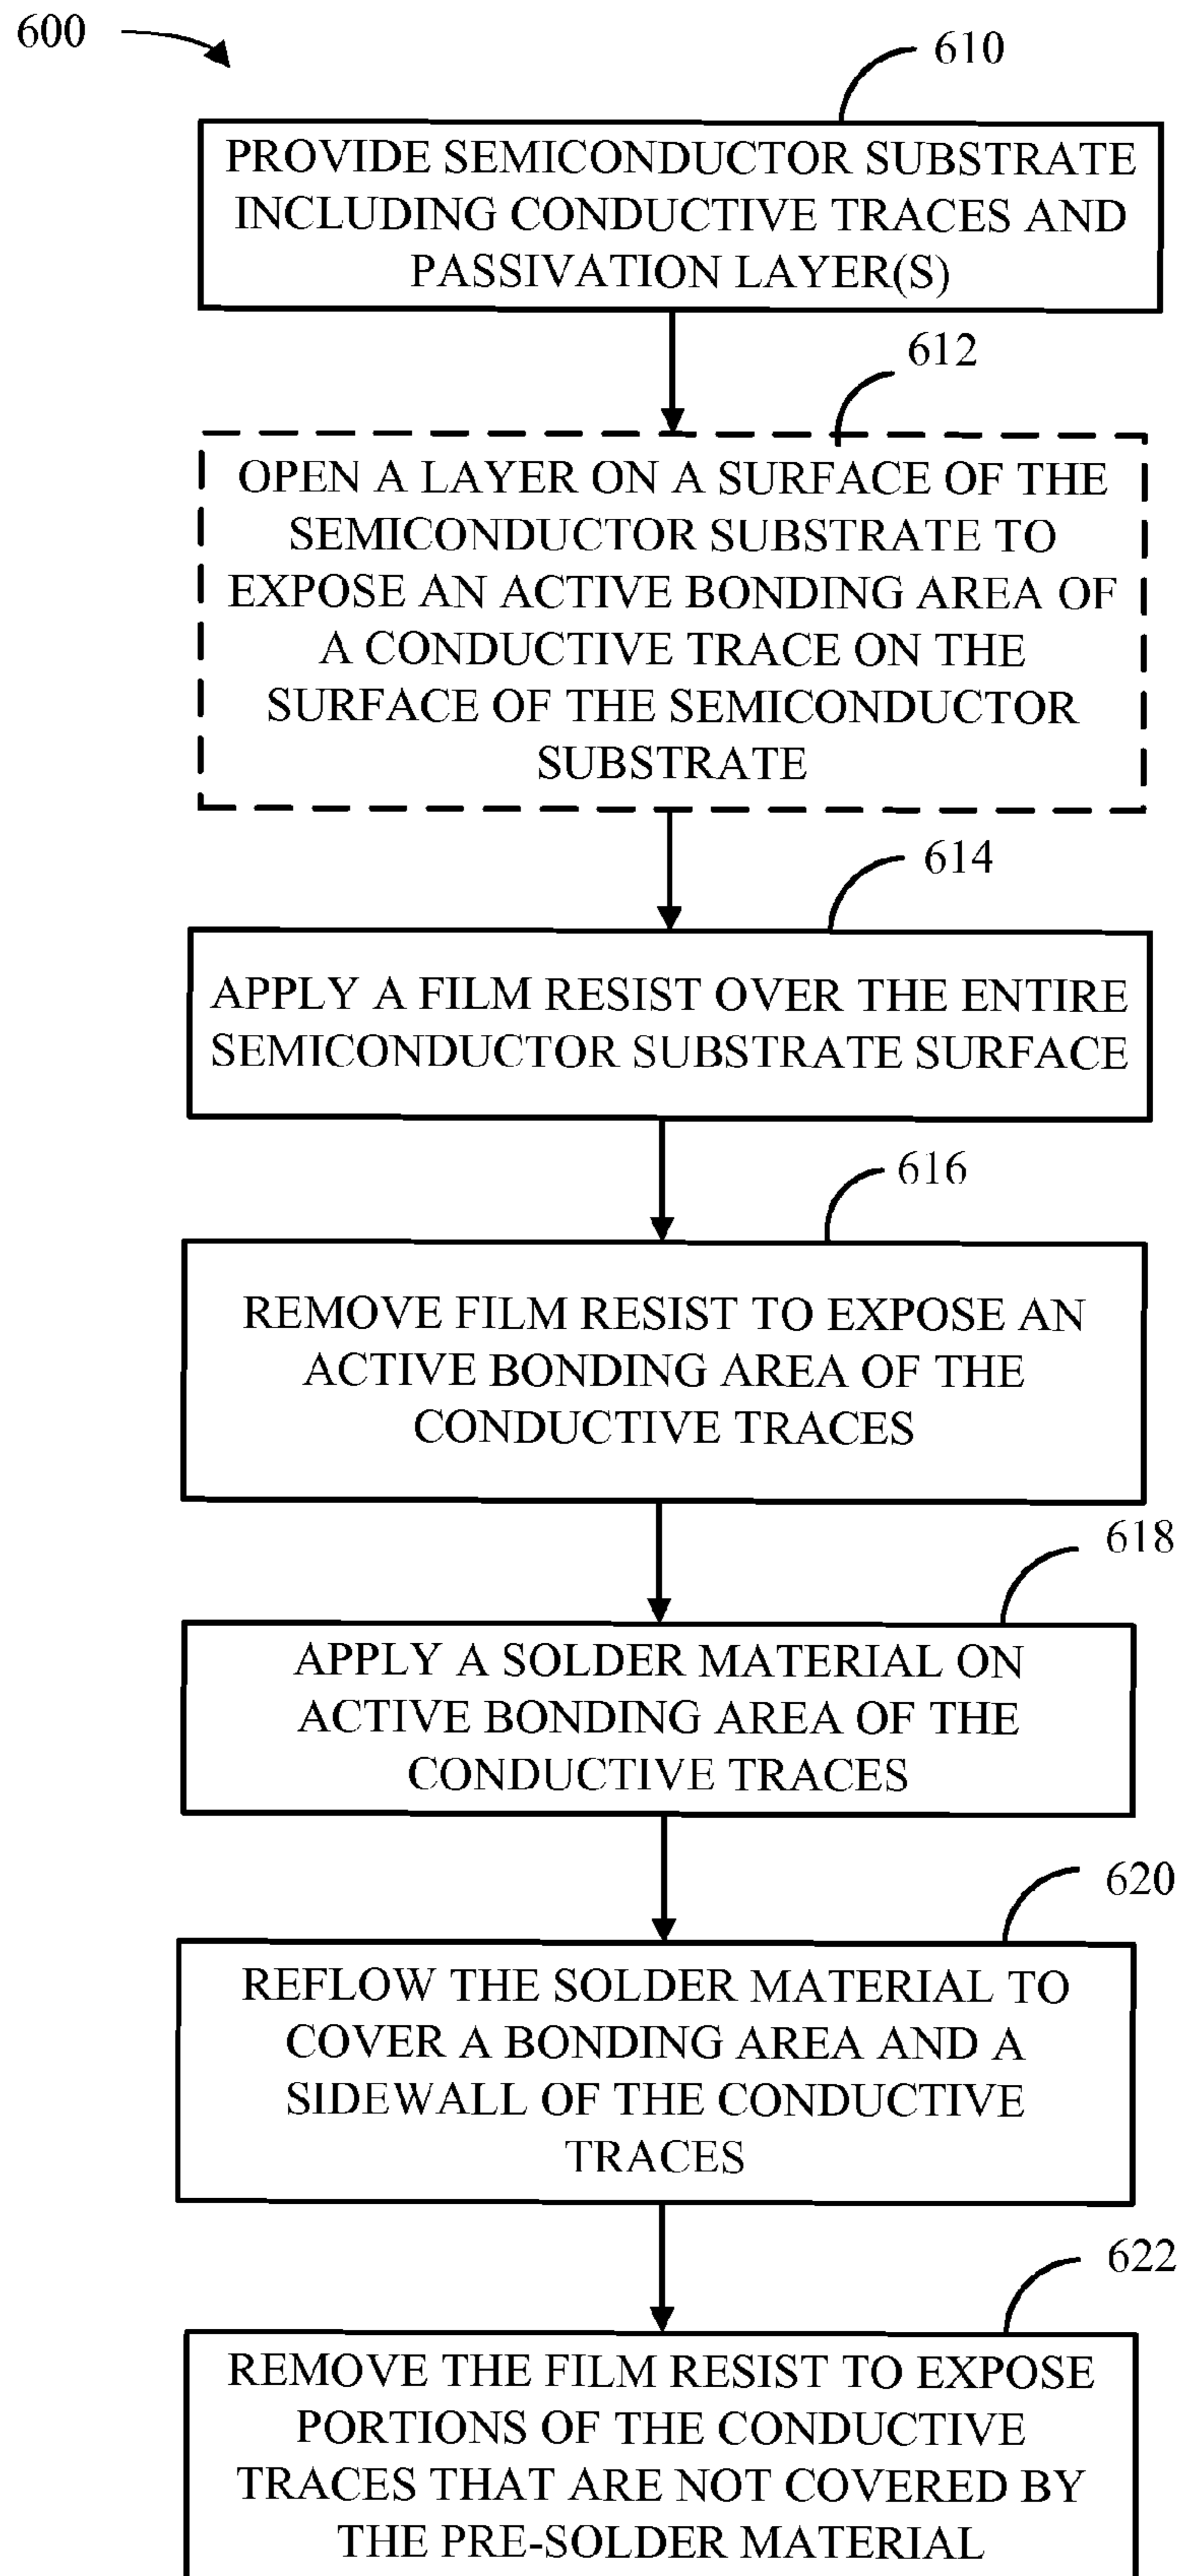 600
610
PROVIDE SEMICONDUCTOR SUBSTRATE
INCLUDING CONDUCTIVE TRACES AND
PASSIVATION LAYER(S)
612
OPEN A LAYER ON A SURFACE OF THE
SEMICONDUCTOR SUBSTRATE TO
EXPOSE AN ACTIVE BONDING AREA OF
A CONDUCTIVE TRACE ON THE
SURFACE OF THE SEMICONDUCTOR
SUBSTRATE
614
APPLY A FILM RESIST OVER THE ENTIRE
SEMICONDUCTOR SUBSTRATE SURFACE
616
REMOVE FILM RESIST TO EXPOSE AN
ACTIVE BONDING AREA OF THE
CONDUCTIVE TRACES
618
APPLY A SOLDER MATERIAL ON
ACTIVE BONDING AREA OF THE
CONDUCTIVE TRACES
620
REFLOW THE SOLDER MATERIAL TO
COVER A BONDING AREA AND A
SIDEWALL OF THE CONDUCTIVE
TRACES
622
REMOVE THE FILM RESIST TO EXPOSE
PORTIONS OF THE CONDUCTIVE
TRACES THAT ARE NOT COVERED BY
THE PRE-SOLDER MATERIAL